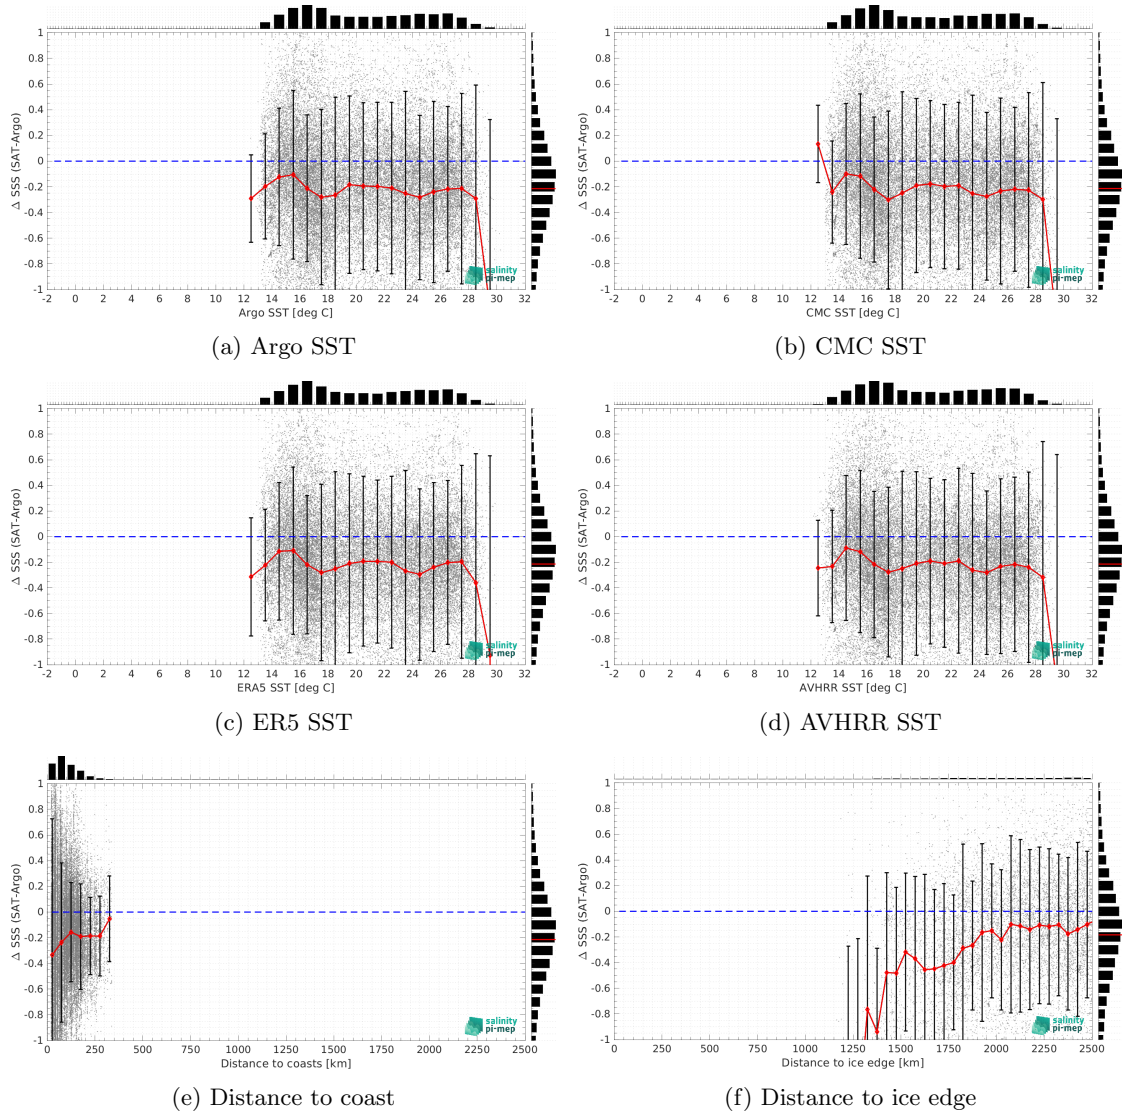 1
0.8
0.6
0.4
0.2
0
-0.2
-0.4
-0.6
-0.8
-1
Δ SSS (SAT-Argo)
salinity
pi-mep
-2 0 2 4 6 8 10 12 14 16 18 20 22 24 26 28 30 32
Argo SST [deg C]
(a) Argo SST
1
0.8
0.6
0.4
0.2
0
-0.2
-0.4
-0.6
-0.8
-1
Δ SSS (SAT-Argo)
salinity
pi-mep
-2 0 2 4 6 8 10 12 14 16 18 20 22 24 26 28 30 32
CMC SST [deg C]
(b) CMC SST
1
0.8
0.6
0.4
0.2
0
-0.2
-0.4
-0.6
-0.8
-1
Δ SSS (SAT-Argo)
salinity
pi-mep
-2 0 2 4 6 8 10 12 14 16 18 20 22 24 26 28 30 32
ERA5 SST [deg C]
(c) ER5 SST
1
0.8
0.6
0.4
0.2
0
-0.2
-0.4
-0.6
-0.8
-1
Δ SSS (SAT-Argo)
salinity
pi-mep
-2 0 2 4 6 8 10 12 14 16 18 20 22 24 26 28 30 32
AVHRR SST [deg C]
(d) AVHRR SST
1
0.8
0.6
0.4
0.2
0
-0.2
-0.4
-0.6
-0.8
-1
Δ SSS (SAT-Argo)
salinity
pi-mep
0 250 500 750 1000 1250 1500 1750 2000 2250 2500
Distance to coasts [km]
(e) Distance to coast
1
0.8
0.6
0.4
0.2
0
-0.2
-0.4
-0.6
-0.8
-1
Δ SSS (SAT-Argo)
salinity
pi-mep
0 250 500 750 1000 1250 1500 1750 2000 2250 2500
Distance to ice edge [km]
(f) Distance to ice edge